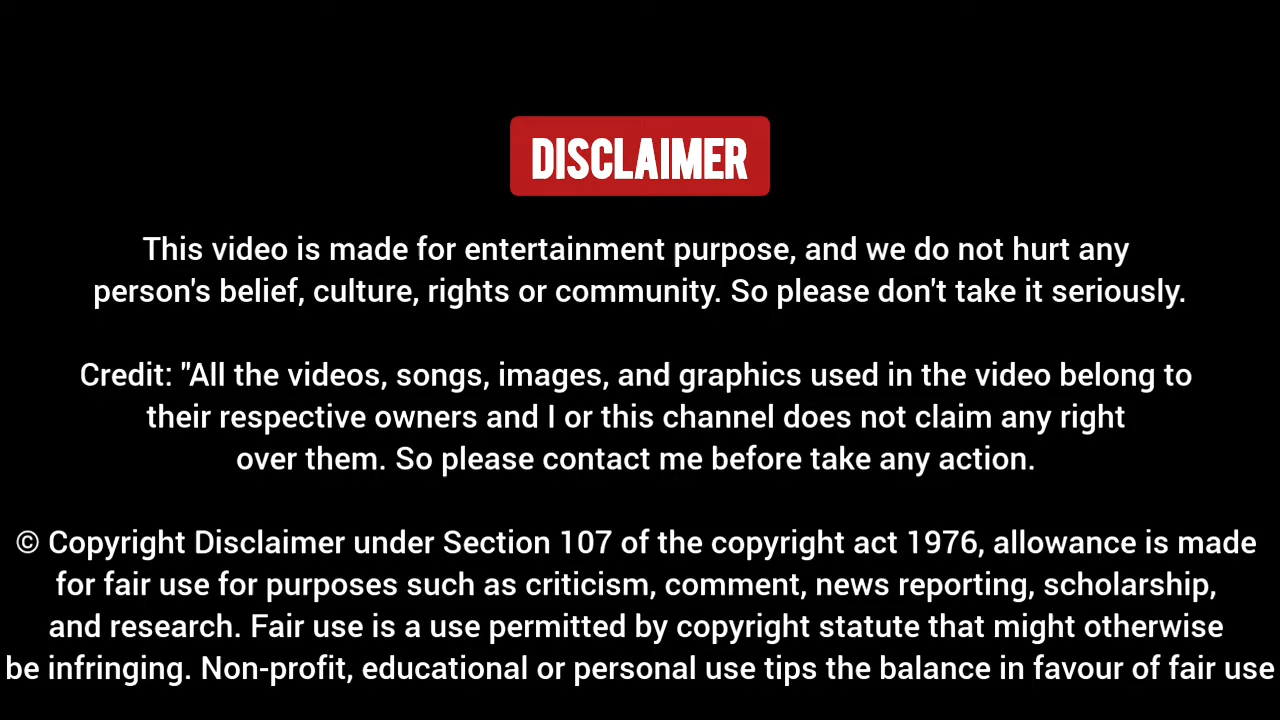 DISCLAIMER
This video is made for entertainment purpose, and we do not hurt any
person's belief, culture, rights or community. So please don't take it seriously.
Credit: "All the videos, songs, images, and graphics used in the video belong to
their respective owners and l or this channel does not claim any right
over them. So please contact me before take any action.
© Copyright Disclaimer under Section 107 of the copyright act 1976, allowance is made
for fair use for purposes such as criticism, comment, news reporting, scholarship,
and research. Fair use is a use permitted by copyright statute that might otherwise
be infringing. Non-profit, educational or personal use tips the balance in favour of fair use